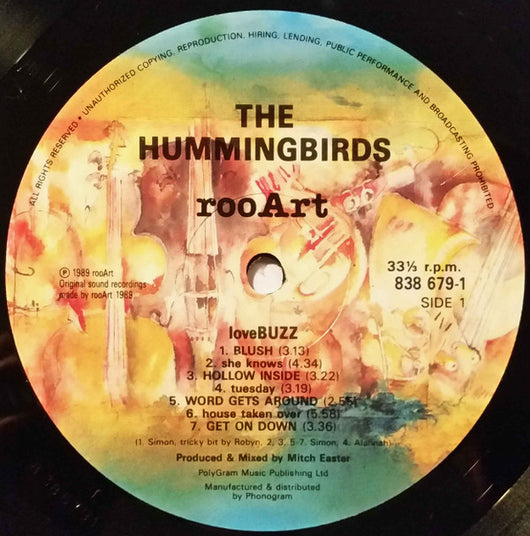 ALL RIGHTS RESERVED • UNAUTHORIZED COPYING, REPRODUCTION, HIRING, LENDING, PUBLIC PERFORMANCE AND BROADCASTING PROHIBITED
THE
HUMMINGBIRDS
rooArt
℗ 1989 rooArt
Original sound recordings
made by rooArt 1989
33⅓ r.p.m.
838 679-1
SIDE 1
loveBUZZ
1. BLUSH (3.13)
2. she knows (4.34)
3. HOLLOW INSIDE (3.22)
4. tuesday (3.19)
5. WORD GETS AROUND (2.55)
6. house taken over (5.58)
7. GET ON DOWN (3.36)
(1. Simon, tricky bit by Robyn, 2, 3, 5-7. Simon, 4. Alannah)
Produced & Mixed by Mitch Easter
PolyGram Music Publishing Ltd
Manufactured & distributed
by Phonogram